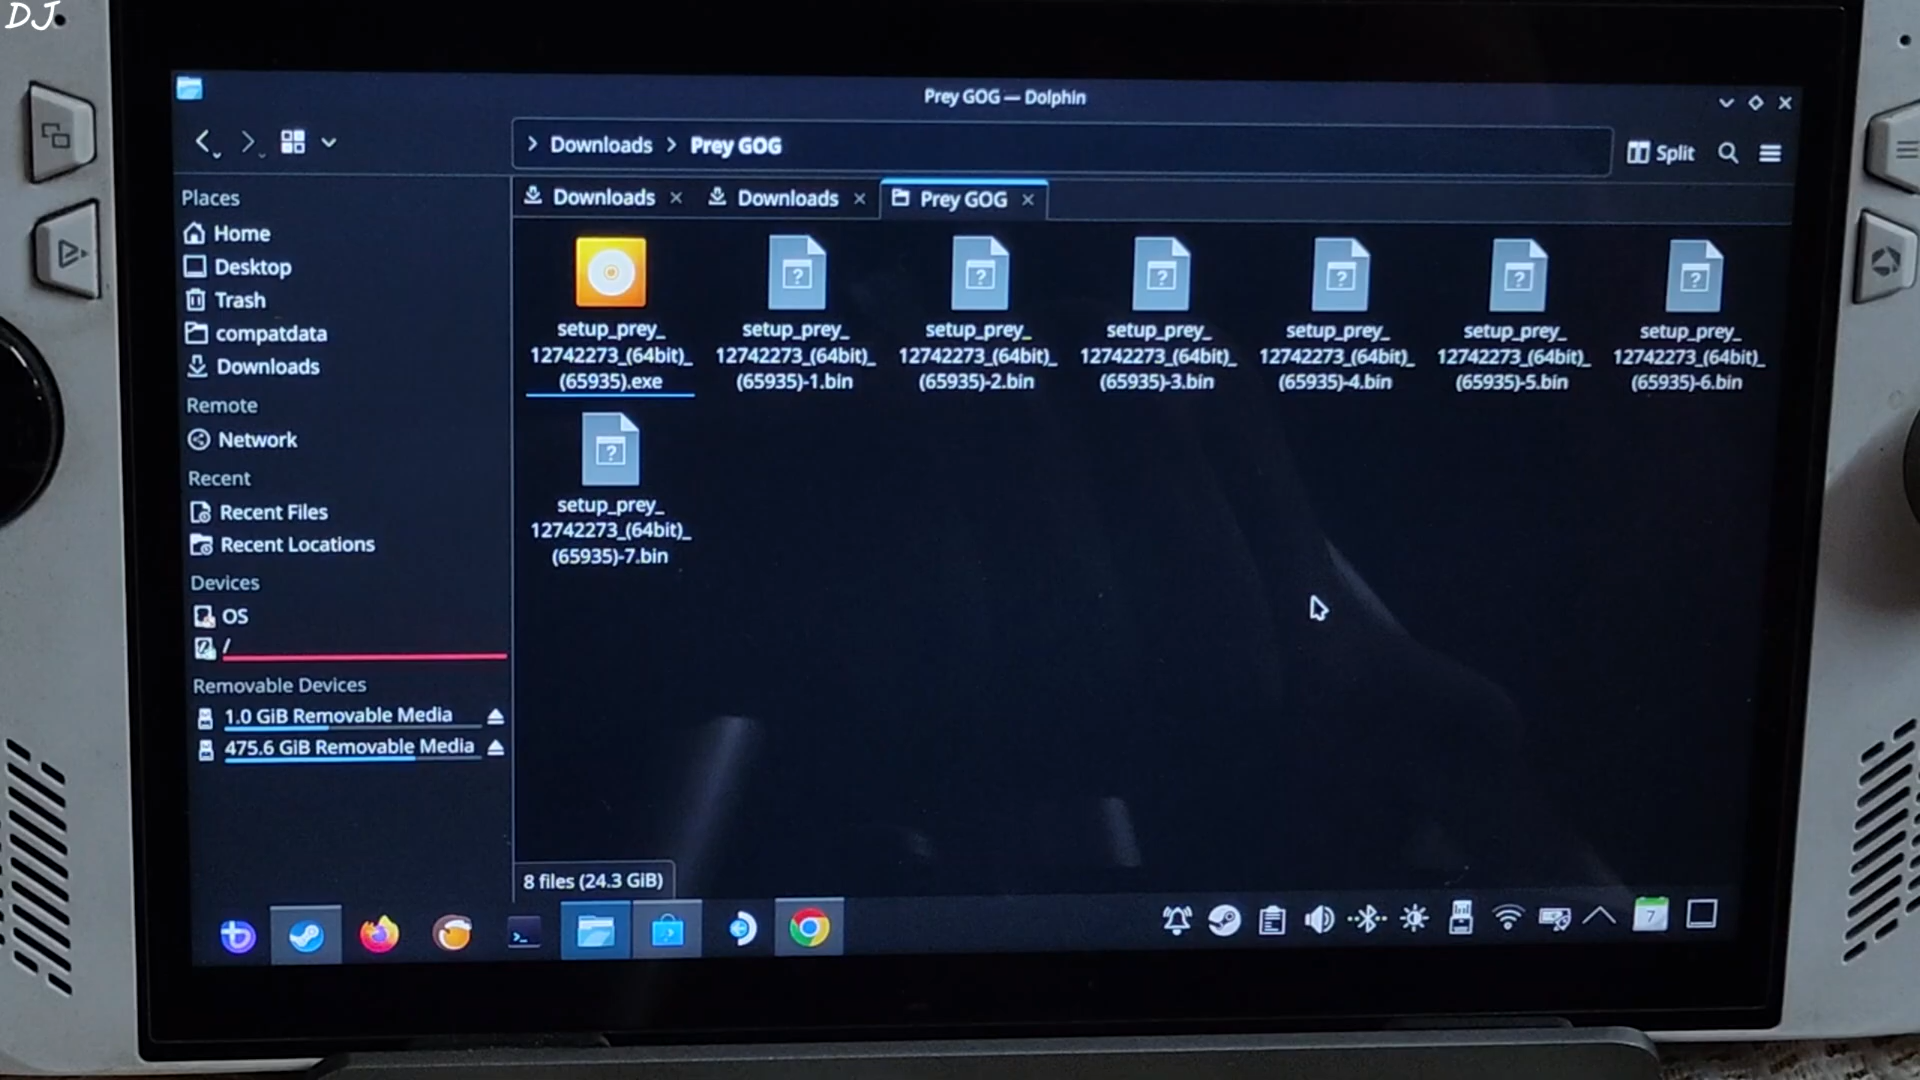 DJ.
Prey GOG — Dolphin
> Downloads > Prey GOG
Split
Downloads
Downloads
Prey GOG
Places
Home
Desktop
Trash
compatdata
Downloads
Remote
Network
Recent
Recent Files
Recent Locations
Devices
OS
/
Removable Devices
1.0 GiB Removable Media
475.6 GiB Removable Media
setup_prey_
12742273_(64bit)_
(65935).exe
setup_prey_
12742273_(64bit)_
(65935)-1.bin
setup_prey_
12742273_(64bit)_
(65935)-2.bin
setup_prey_
12742273_(64bit)_
(65935)-3.bin
setup_prey_
12742273_(64bit)_
(65935)-4.bin
setup_prey_
12742273_(64bit)_
(65935)-5.bin
setup_prey_
12742273_(64bit)_
(65935)-6.bin
setup_prey_
12742273_(64bit)_
(65935)-7.bin
8 files (24.3 GiB)
7